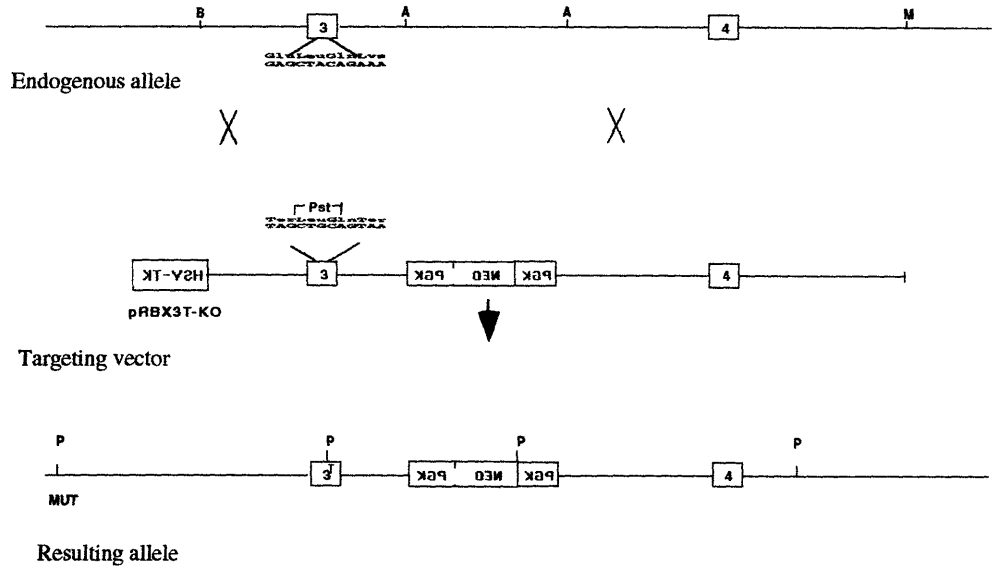 B 3 A A 4 M
GluLeuGlnLys
GAGCTACAGAAA
Endogenous allele
Pst-I
TerLeuGlnTer
TAGCTGCAGTAA
HSV-TK 3 PGK NEO PGK 4
pRBX3T-KO
Targeting vector
P P P P
3 T PGK NEO PGK 4
MUT
Resulting allele